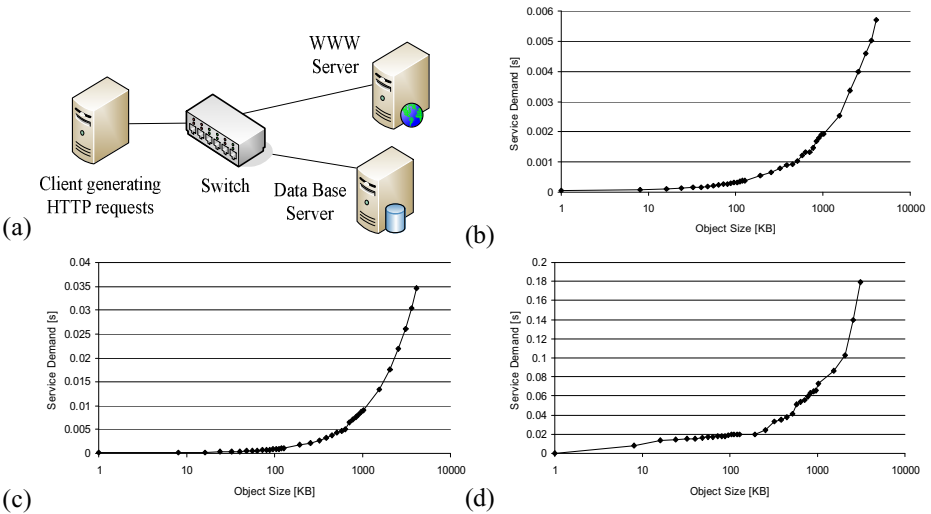 WWW
Server
Client generating
HTTP requests
Switch
Data Base
Server
(a)
0.006
0.005
0.004
0.003
0.002
0.001
0
Service Demand [s]
1 10 100 1000 10000
Object Size [KB]
(b)
0.04
0.035
0.03
0.025
0.02
0.015
0.01
0.005
0
Service Demand [s]
1 10 100 1000 10000
Object Size [KB]
(c)
0.2
0.18
0.16
0.14
0.12
0.1
0.08
0.06
0.04
0.02
0
Service Demand [s]
1 10 100 1000 10000
Object Size [KB]
(d)